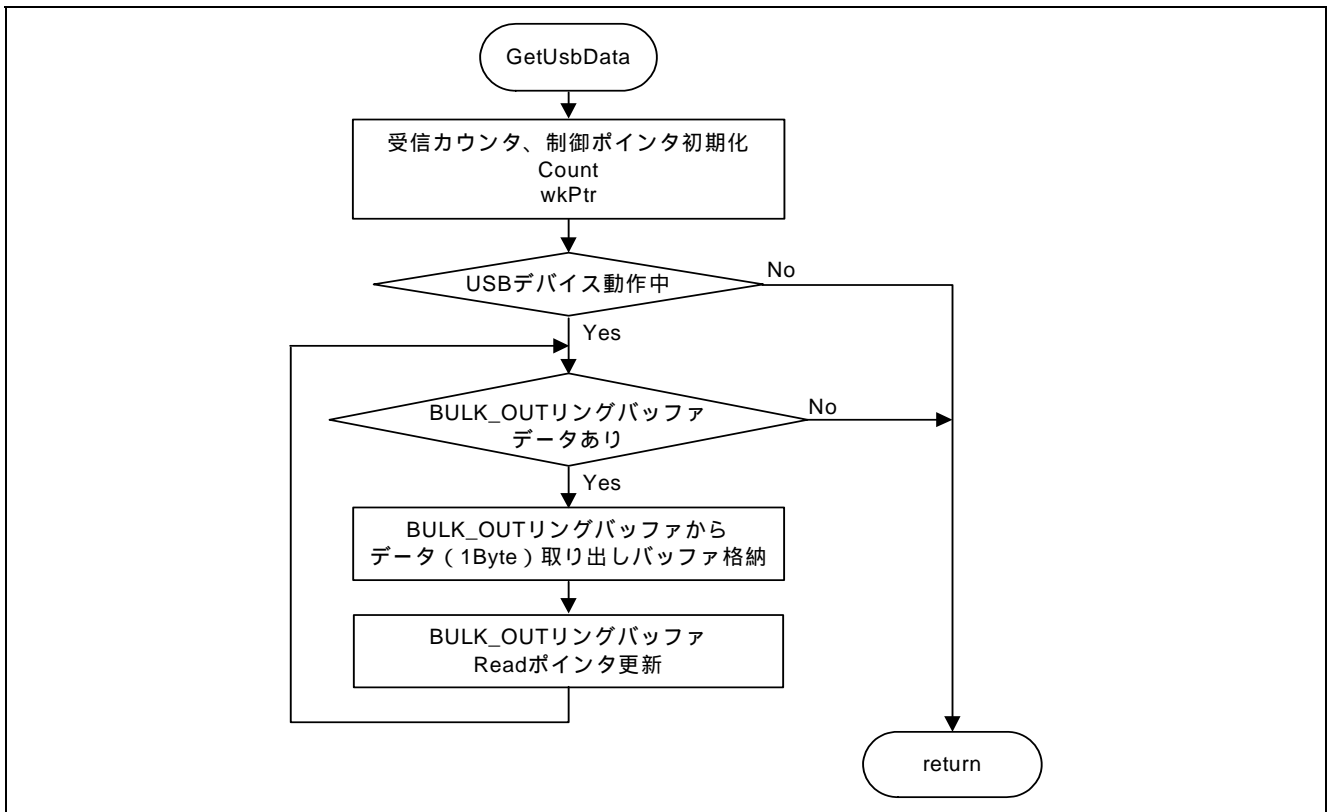 GetUsbData
受信カウンタ、制御ポインタ初期化
Count
wkPtr
USBデバイス動作中
No
Yes
BULK_OUTリングバッファ
データあり
No
Yes
BULK_OUTリングバッファから
データ（1Byte）取り出しバッファ格納
BULK_OUTリングバッファ
Readポインタ更新
return